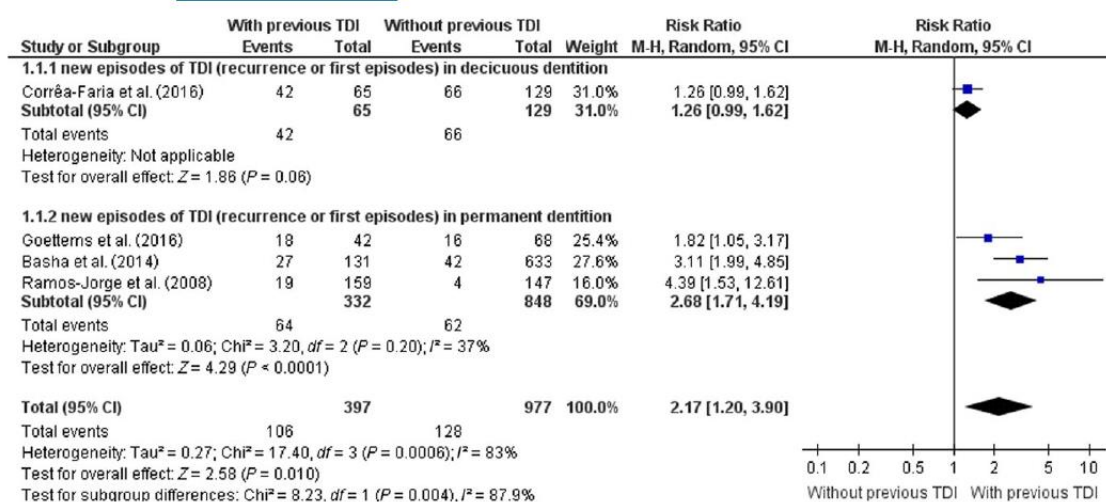 With previous TDI Without previous TDI Risk Ratio Risk Ratio
Study or Subgroup Events Total Events Total Weight M-H, Random, 95% CI M-H, Random, 95% CI
1.1.1 new episodes of TDI (recurrence or first episodes) in decicuous dentition
Corrêa-Faria et al. (2016) 42 65 66 129 31.0% 1.26 [0.99, 1.62]
Subtotal (95% CI) 65 129 31.0% 1.26 [0.99, 1.62]
Total events 42 66
Heterogeneity: Not applicable
Test for overall effect: Z = 1.86 (P = 0.06)
1.1.2 new episodes of TDI (recurrence or first episodes) in permanent dentition
Goettems et al. (2016) 18 42 16 68 25.4% 1.82 [1.05, 3.17]
Basha et al. (2014) 27 131 42 633 27.6% 3.11 [1.99, 4.85]
Ramos-Jorge et al. (2008) 19 159 4 147 16.0% 4.39 [1.53, 12.61]
Subtotal (95% CI) 332 848 69.0% 2.68 [1.71, 4.19]
Total events 64 62
Heterogeneity: Tau² = 0.06; Chi² = 3.20, df = 2 (P = 0.20); I² = 37%
Test for overall effect: Z = 4.29 (P < 0.0001)
Total (95% CI) 397 977 100.0% 2.17 [1.20, 3.90]
Total events 106 128
Heterogeneity: Tau² = 0.27; Chi² = 17.40, df = 3 (P = 0.0006); I² = 83%
Test for overall effect: Z = 2.58 (P = 0.010)
Test for subgroup differences: Chi² = 8.23, df = 1 (P = 0.004), I² = 87.9%
0.1 0.2 0.5 1 2 5 10
Without previous TDI With previous TDI